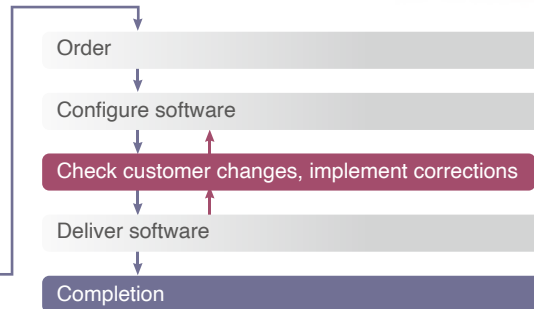 Order
Configure software
Check customer changes, implement corrections
Deliver software
Completion